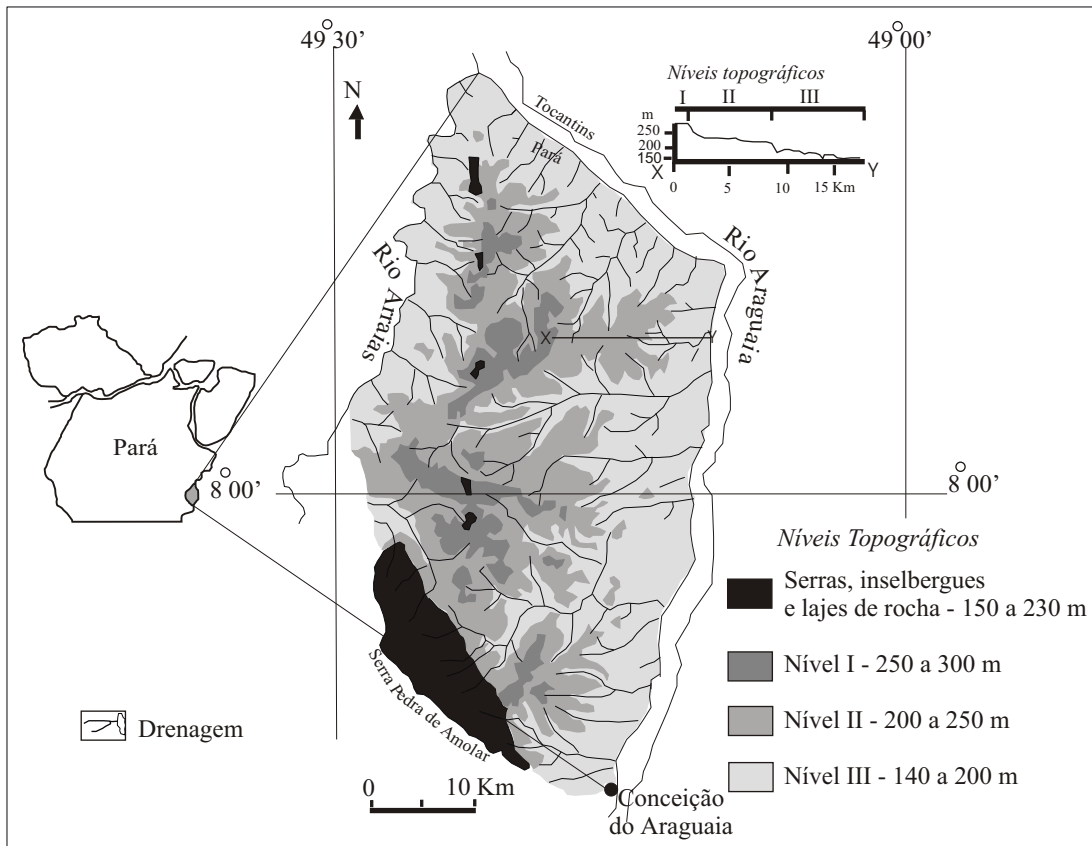 49 30’
49 00’
Níveis topográficos
I II III
m
250
200
150
X Y
0 5 10 15 Km
N
Tocantins
Pará
Rio Araguaia
Rio Arraias
X Y
Pará
8 00’
8 00’
Níveis Topográficos
Serras, inselbergues
e lajes de rocha - 150 a 230 m
Nível I - 250 a 300 m
Nível II - 200 a 250 m
Nível III - 140 a 200 m
Serra Pedra de Amolar
Drenagem
0 10 Km
Conceição
do Araguaia